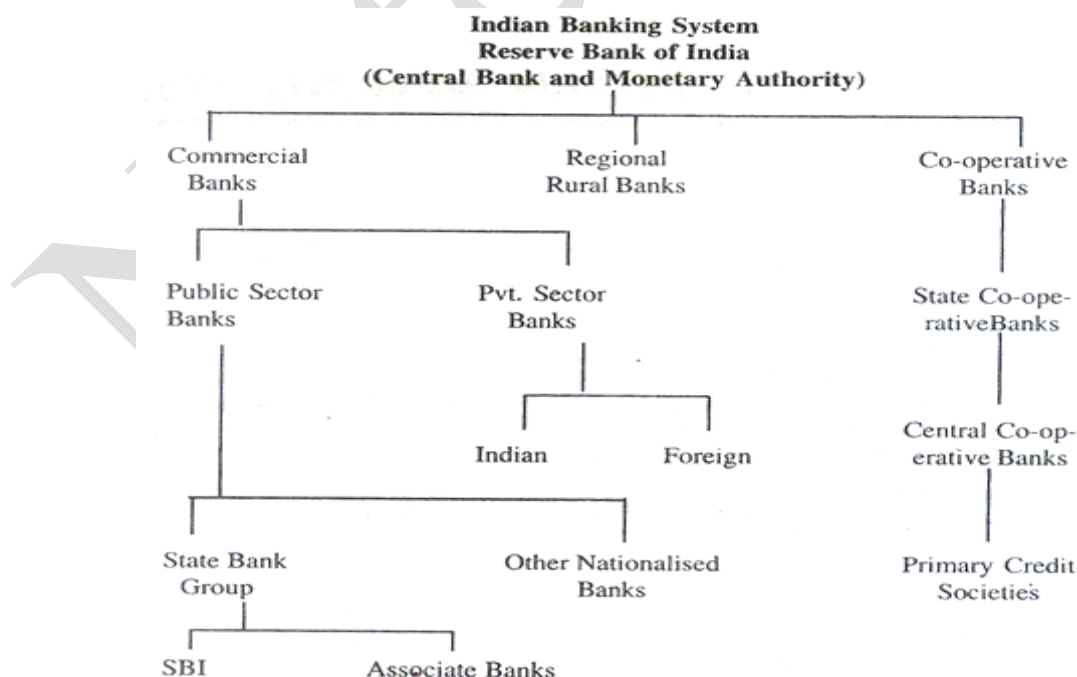 Indian Banking System
Reserve Bank of India
(Central Bank and Monetary Authority)
Commercial
Banks
Regional
Rural Banks
Co-operative
Banks
Public Sector
Banks
Pvt. Sector
Banks
State Co-ope-
rativeBanks
Indian
Foreign
Central Co-op-
erative Banks
State Bank
Group
Other Nationalised
Banks
Primary Credit
Societies
SBI
Associate Banks